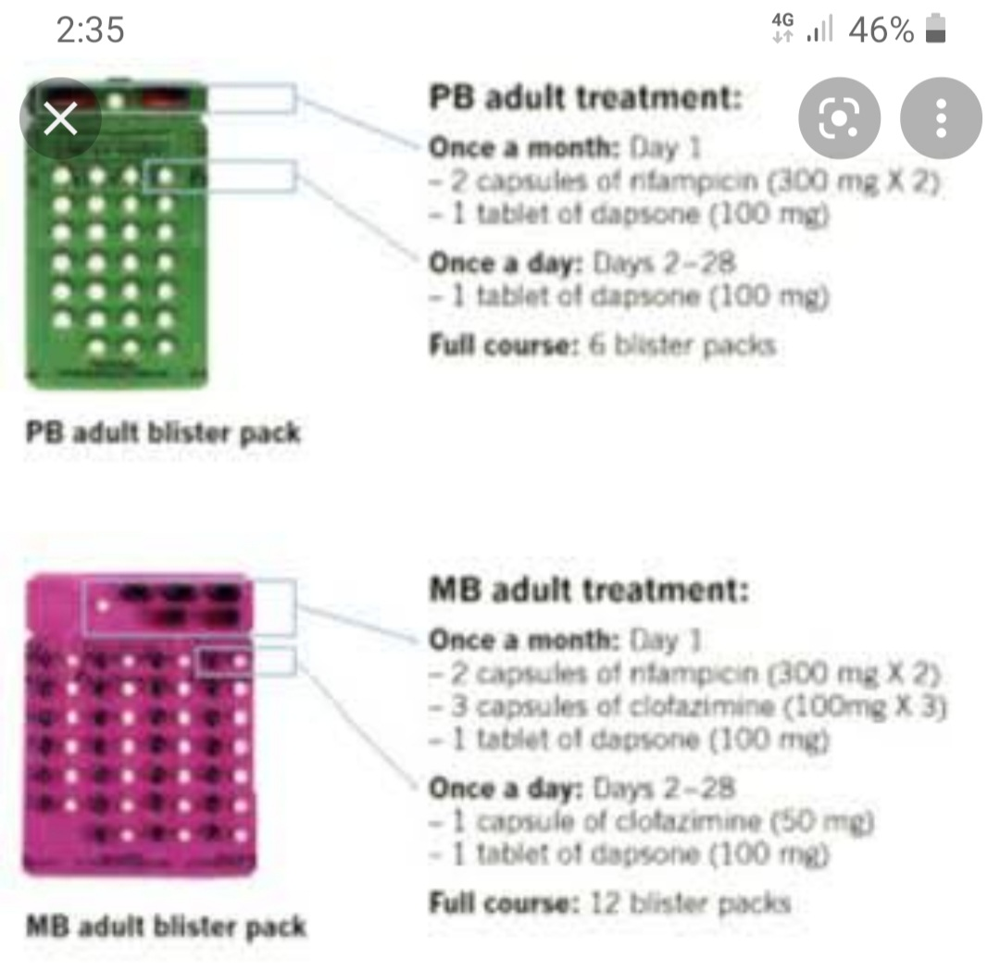 2:35
4G
46%
PB adult treatment:
Once a month: Day 1
– 2 capsules of rifampicin (300 mg X 2)
– 1 tablet of dapsone (100 mg)
Once a day: Days 2–28
– 1 tablet of dapsone (100 mg)
Full course: 6 blister packs
PB adult blister pack
MB adult treatment:
Once a month: Day 1
– 2 capsules of rifampicin (300 mg X 2)
– 3 capsules of clofazimine (100mg X 3)
– 1 tablet of dapsone (100 mg)
Once a day: Days 2–28
– 1 capsule of clofazimine (50 mg)
– 1 tablet of dapsone (100 mg)
Full course: 12 blister packs
MB adult blister pack